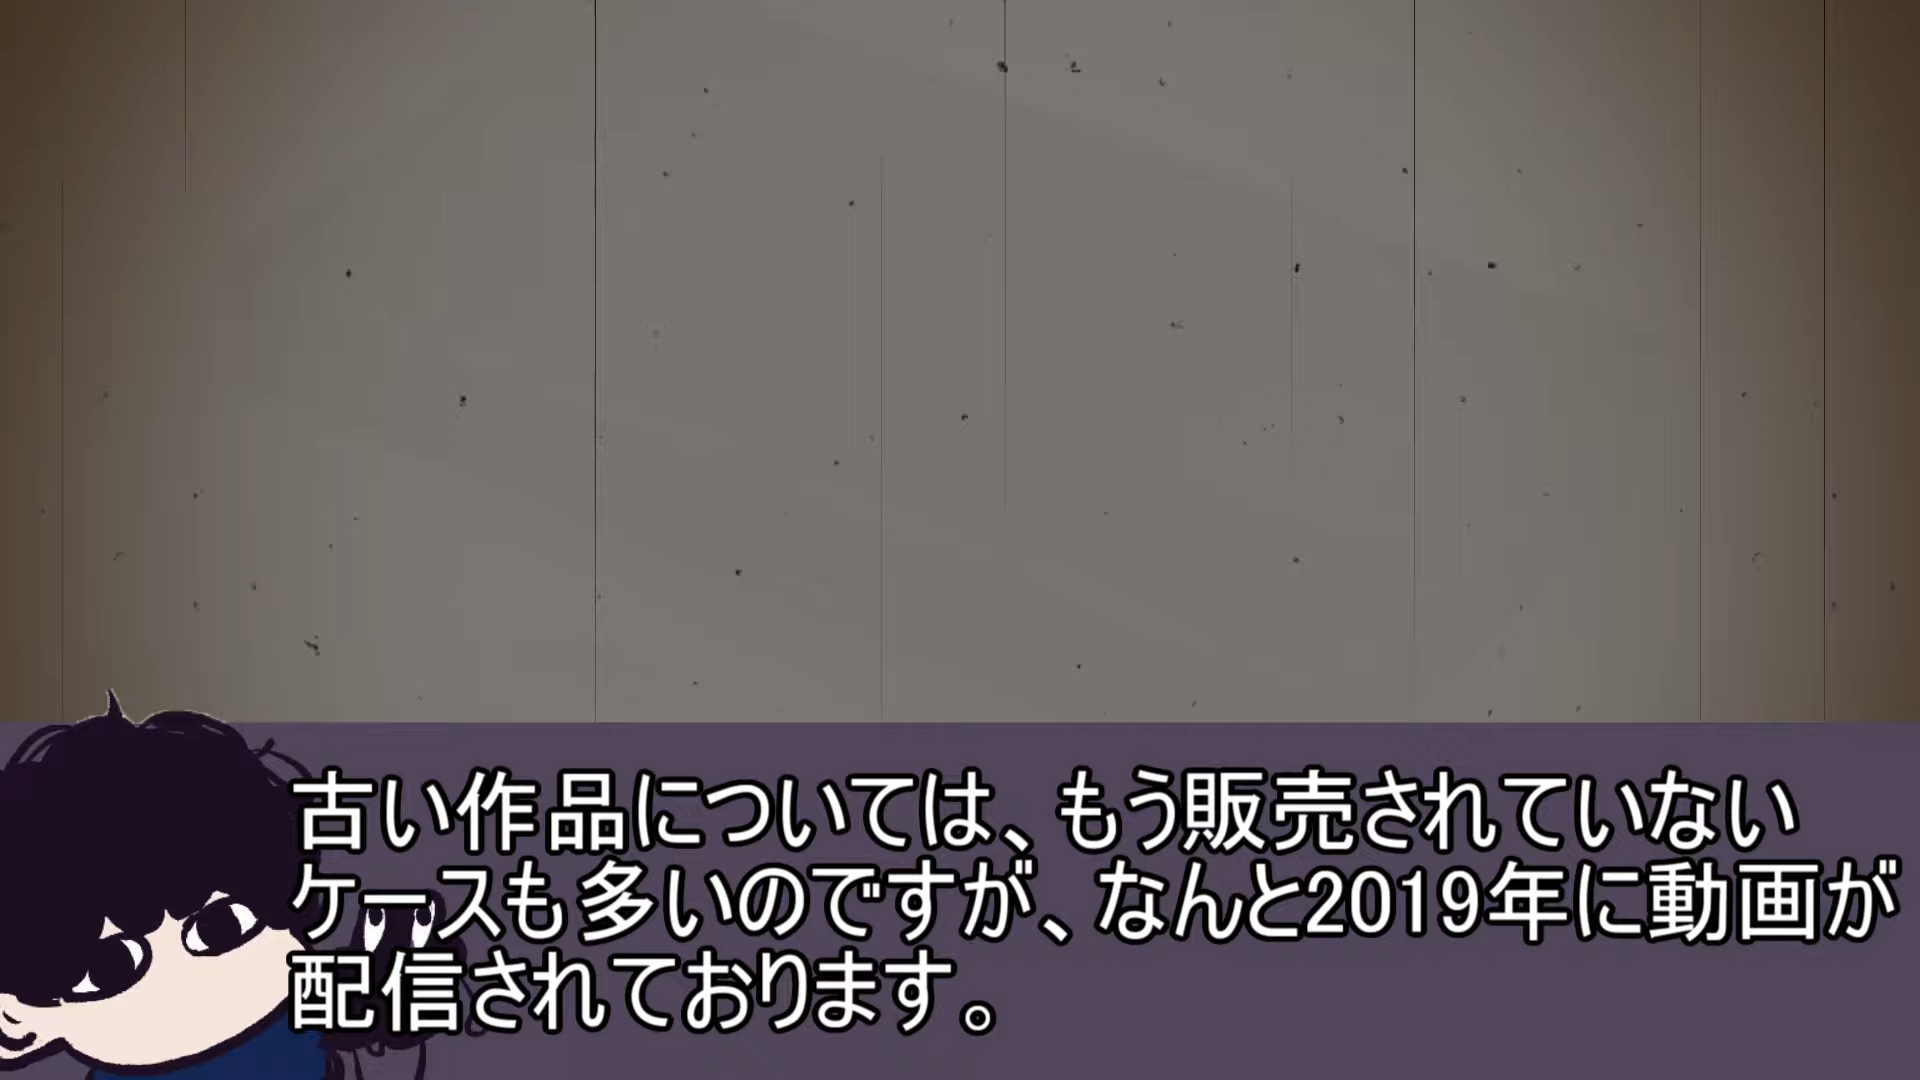 古い作品については、もう販売されていない
ケースも多いのですが、なんと2019年に動画が
配信されております。